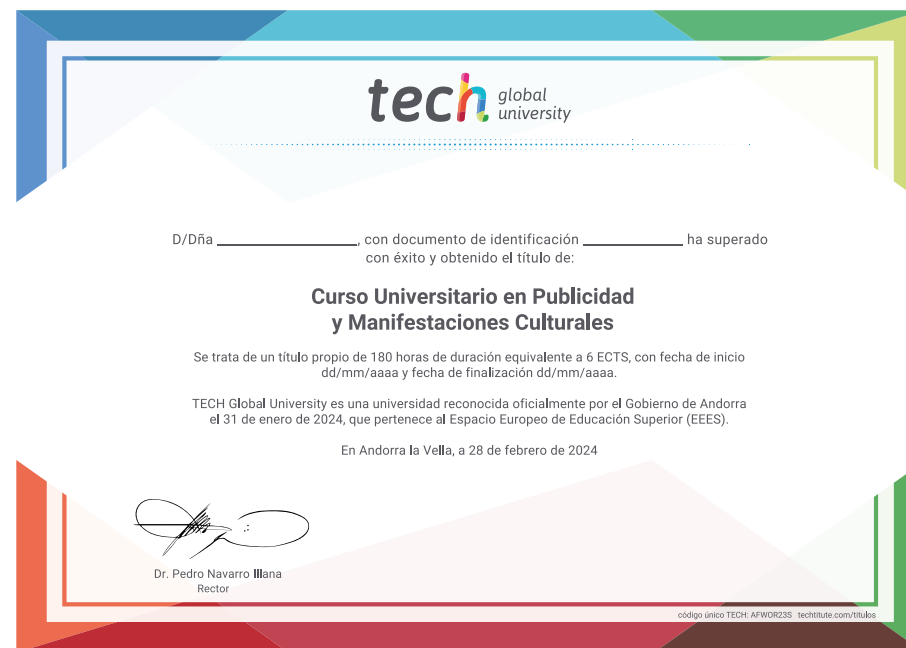 tech global university
D/Dña ____________________, con documento de identificación ______________ ha superado
con éxito y obtenido el título de:
Curso Universitario en Publicidad
y Manifestaciones Culturales
Se trata de un título propio de 180 horas de duración equivalente a 6 ECTS, con fecha de inicio
dd/mm/aaaa y fecha de finalización dd/mm/aaaa.
TECH Global University es una universidad reconocida oficialmente por el Gobierno de Andorra
el 31 de enero de 2024, que pertenece al Espacio Europeo de Educación Superior (EEES).
En Andorra la Vella, a 28 de febrero de 2024
Dr. Pedro Navarro Illana
Rector
código único TECH: AFWOR23S techtitute.com/titulos